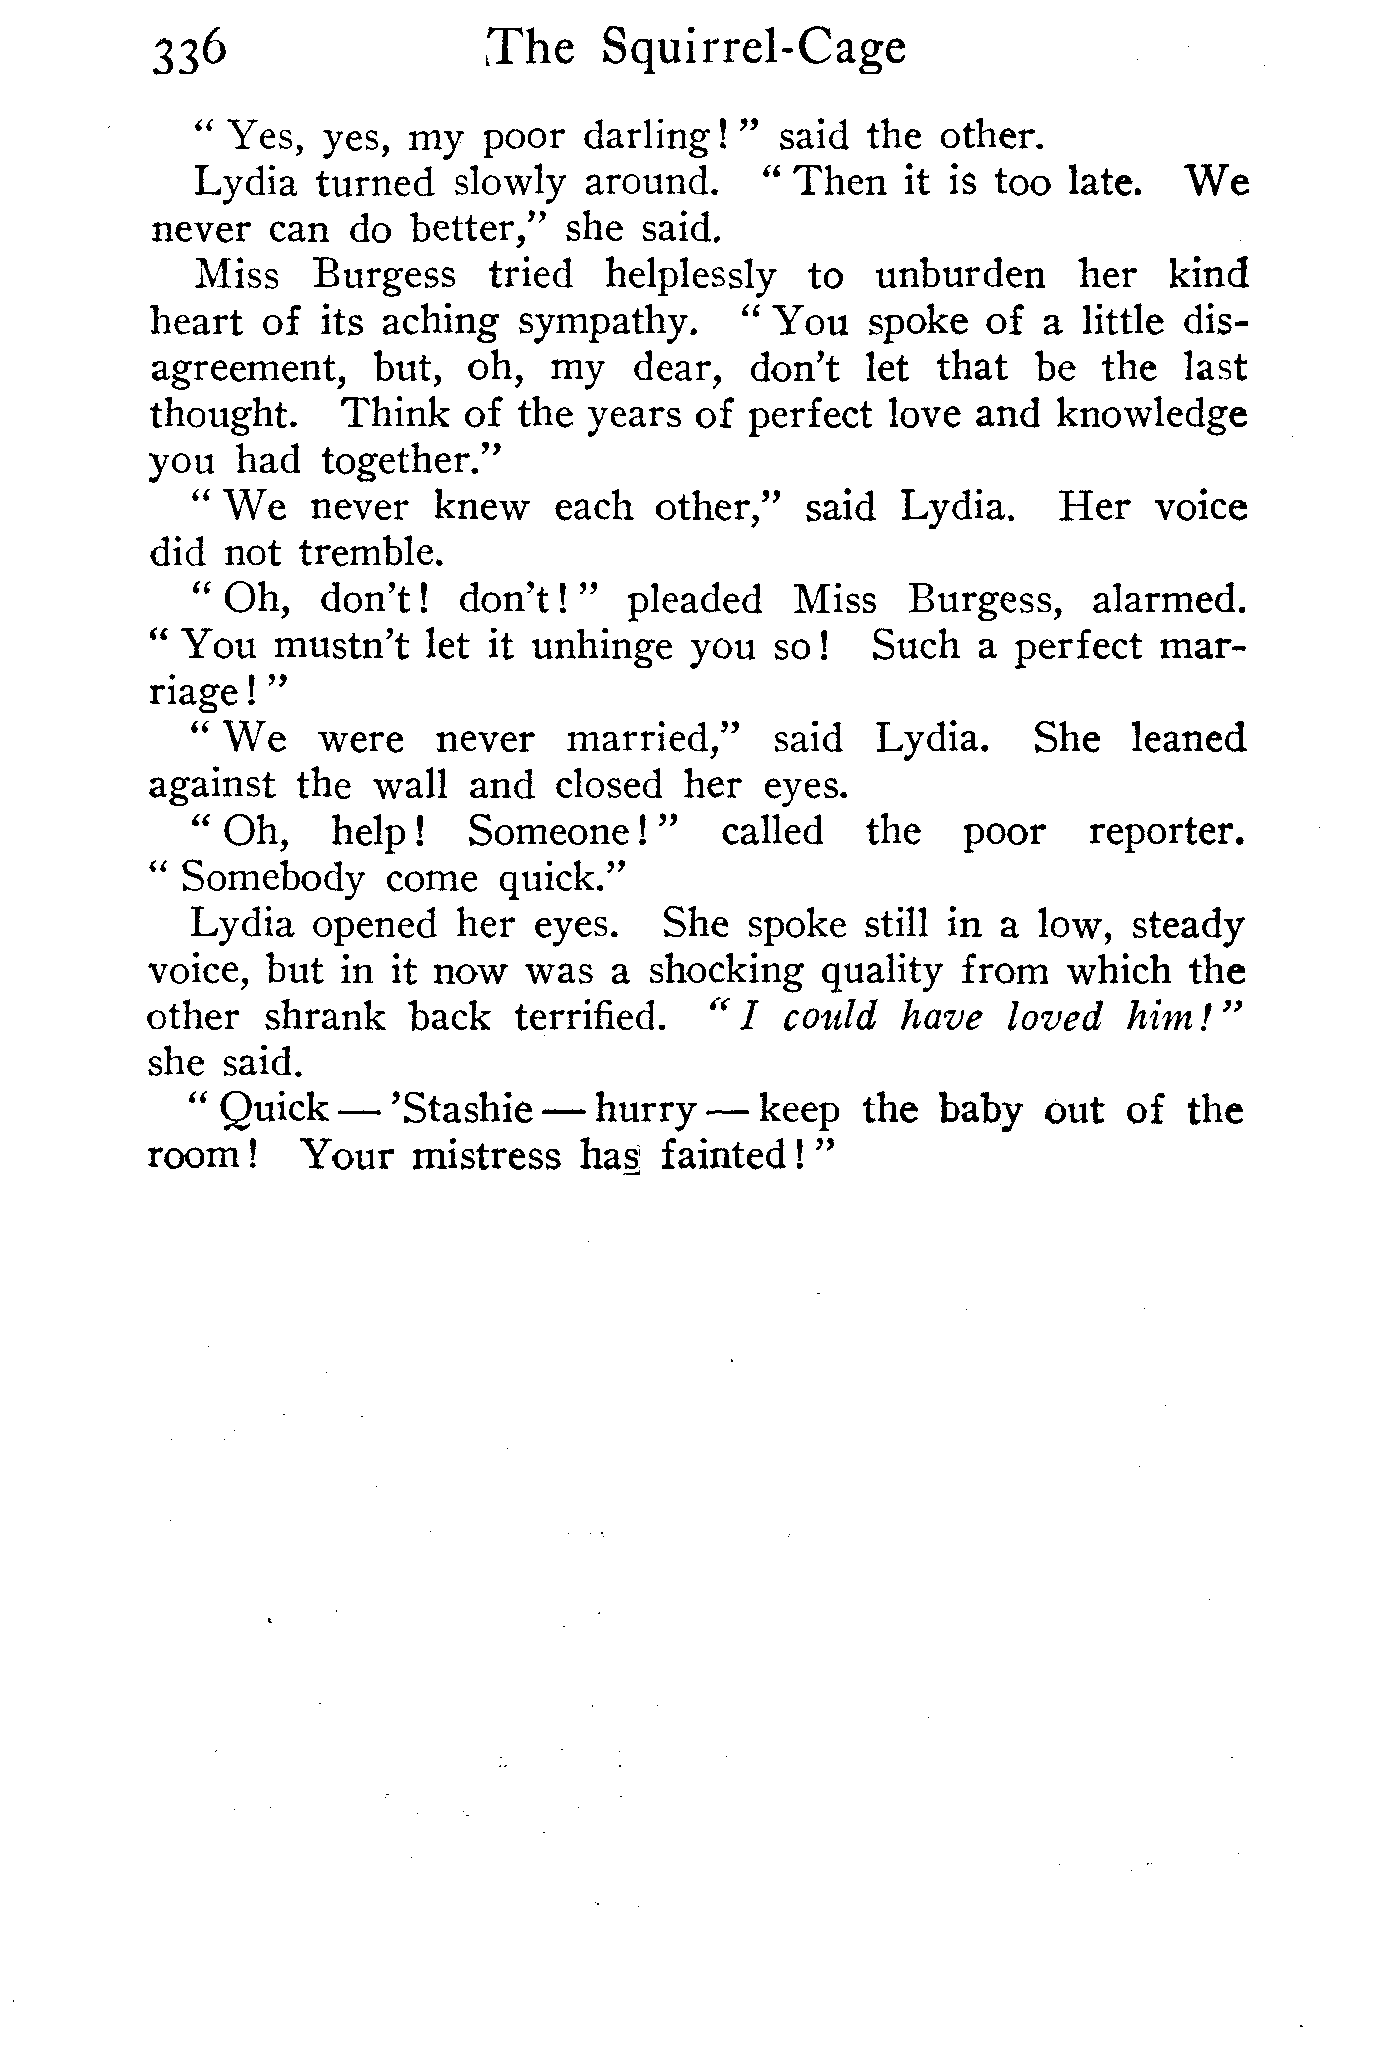 336 The Squirrel-Cage
“ Yes, yes, my poor darling! ” said the other.
Lydia turned slowly around. “ Then it is too late. We
never can do better,” she said.
Miss Burgess tried helplessly to unburden her kind
heart of its aching sympathy. “ You spoke of a little dis-
agreement, but, oh, my dear, don’t let that be the last
thought. Think of the years of perfect love and knowledge
you had together.”
“ We never knew each other,” said Lydia. Her voice
did not tremble.
“ Oh, don’t! don’t! ” pleaded Miss Burgess, alarmed.
“ You mustn’t let it unhinge you so! Such a perfect mar-
riage! ”
“ We were never married,” said Lydia. She leaned
against the wall and closed her eyes.
“ Oh, help! Someone! ” called the poor reporter.
“ Somebody come quick.”
Lydia opened her eyes. She spoke still in a low, steady
voice, but in it now was a shocking quality from which the
other shrank back terrified. “ I could have loved him! ”
she said.
“ Quick — ’Stashie — hurry — keep the baby out of the
room! Your mistress has fainted! ”